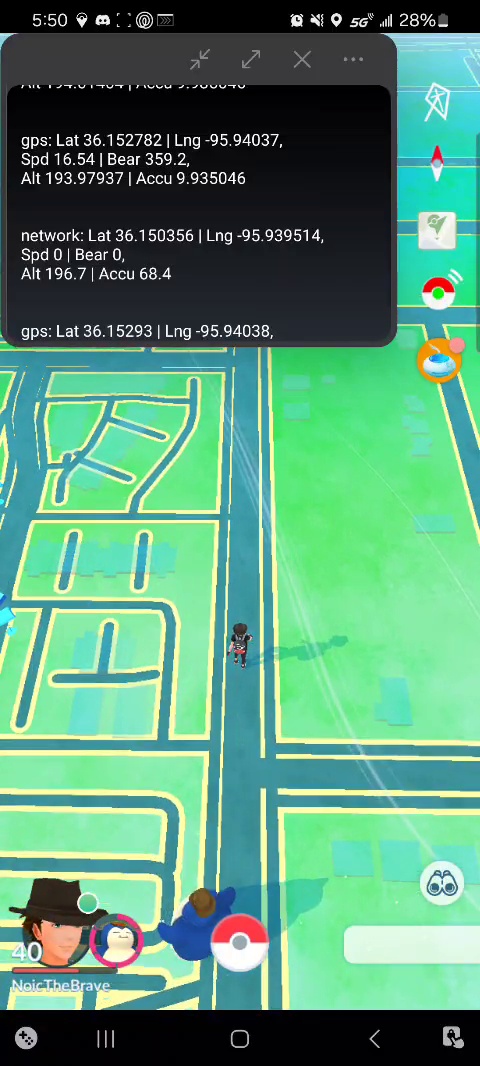 5:50
5G
28%
gps: Lat 36.152782 | Lng -95.94037,
Spd 16.54 | Bear 359.2,
Alt 193.97937 | Accu 9.935046
network: Lat 36.150356 | Lng -95.939514,
Spd 0 | Bear 0,
Alt 196.7 | Accu 68.4
gps: Lat 36.15293 | Lng -95.94038,
40
NoicTheBrave